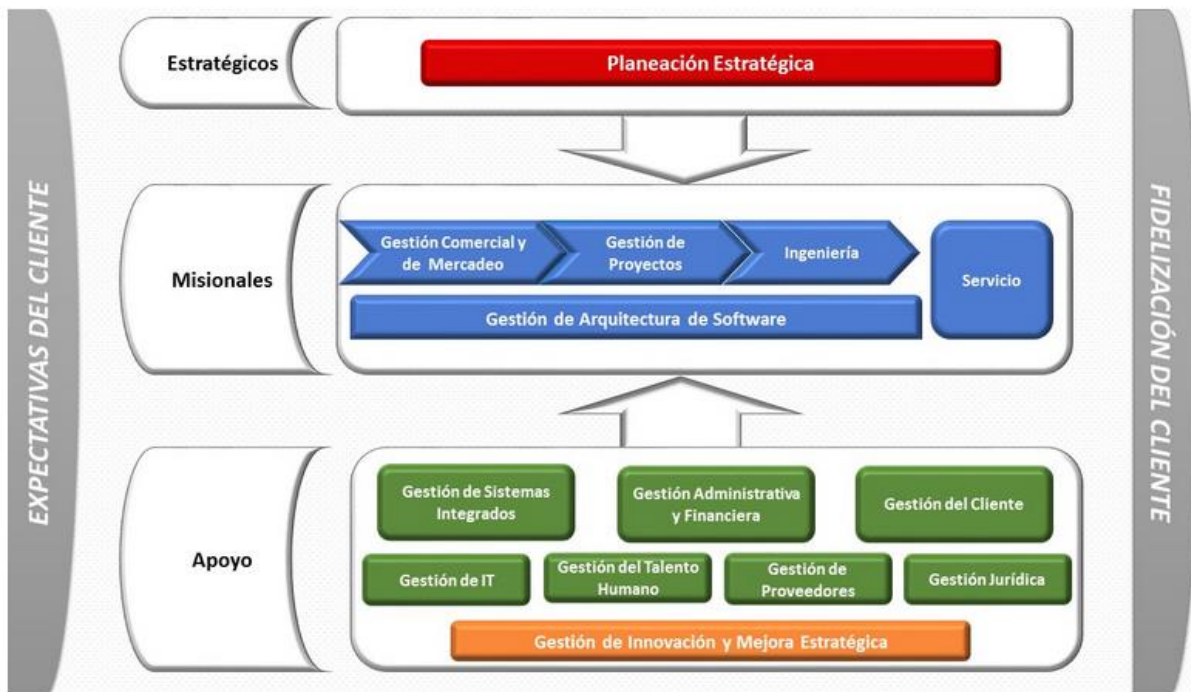 EXPECTATIVAS DEL CLIENTE
Estratégicos
Planeación Estratégica
Misionales
Gestión Comercial y
de Mercadeo
Gestión de
Proyectos
Ingeniería
Servicio
Gestión de Arquitectura de Software
Apoyo
Gestión de Sistemas
Integrados
Gestión Administrativa
y Financiera
Gestión del Cliente
Gestión de IT
Gestión del Talento
Humano
Gestión de
Proveedores
Gestión Jurídica
Gestión de Innovación y Mejora Estratégica
FIDELIZACIÓN DEL CLIENTE